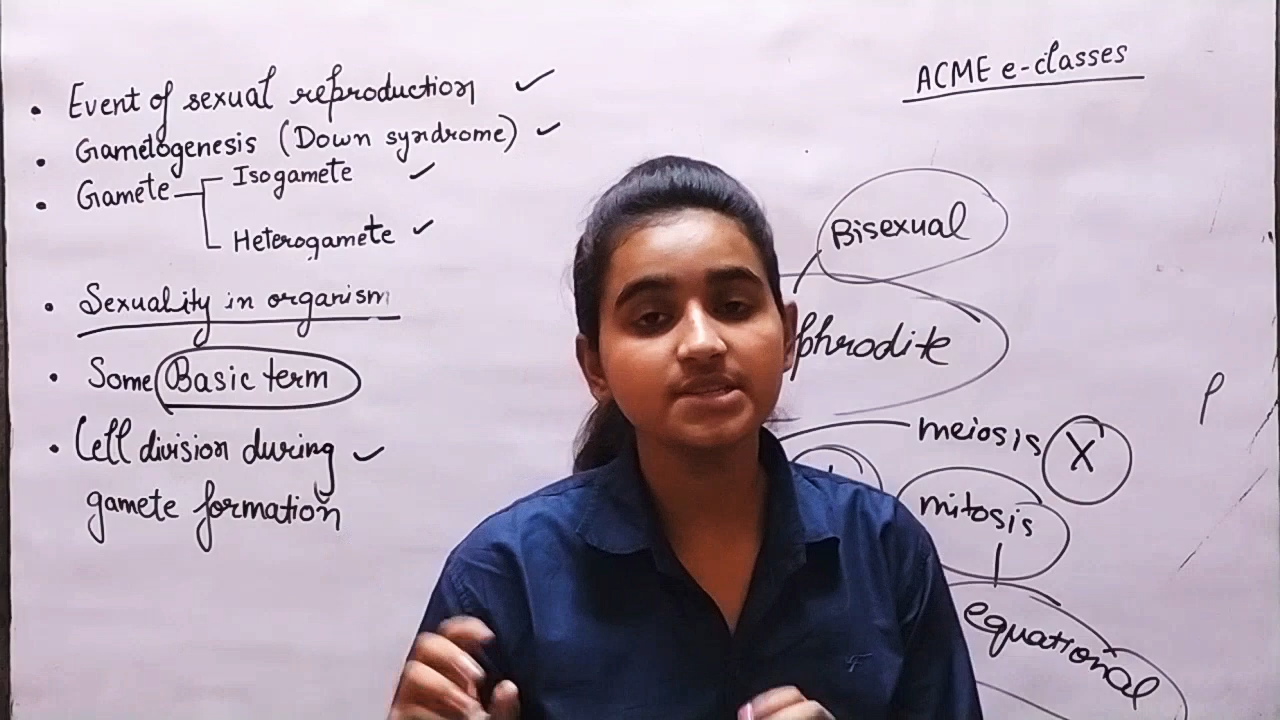 • Event of sexual reproduction ✓
• Gametogenesis (Down syndrome) ✓
• Gamete Isogamete ✓
Heterogamete ✓
• Sexuality in organism
• Some Basic term
• Cell division during ✓
gamete formation
ACME e-classes
Bisexual
phrodite
meiosis X
mitosis
equational